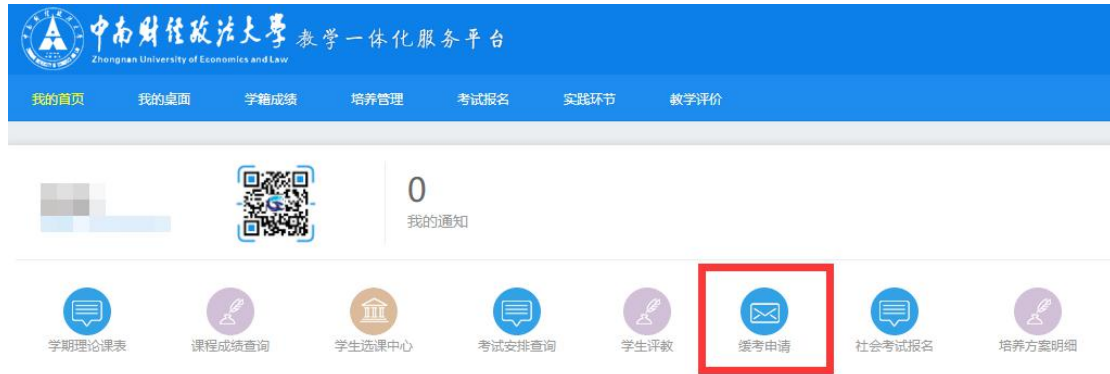 中南财经政法大学 教学一体化服务平台
Zhongnan University of Economics and Law
我的首页 我的桌面 学籍成绩 培养管理 考试报名 实践环节 教学评价
0
我的通知
学期理论课表 课程成绩查询 学生选课中心 考试安排查询 学生评教 缓考申请 社会考试报名 培养方案明细